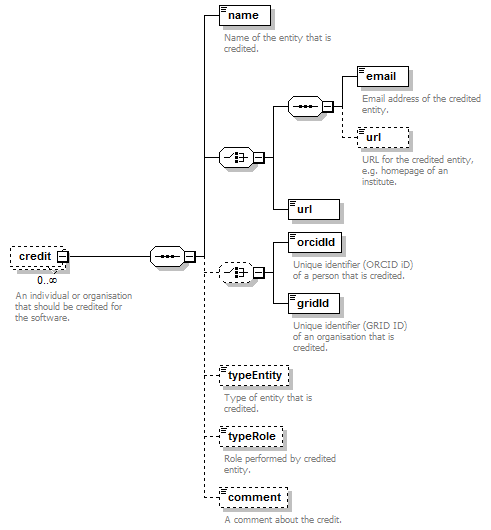 name
Name of the entity that is
credited.
email
Email address of the credited
entity.
url
URL for the credited entity,
e.g. homepage of an
institute.
url
credit
0..∞
An individual or organisation
that should be credited for
the software.
orcidId
Unique identifier (ORCID iD)
of a person that is credited.
gridId
Unique identifier (GRID ID)
of an organisation that is
credited.
typeEntity
Type of entity that is
credited.
typeRole
Role performed by credited
entity.
comment
A comment about the credit.